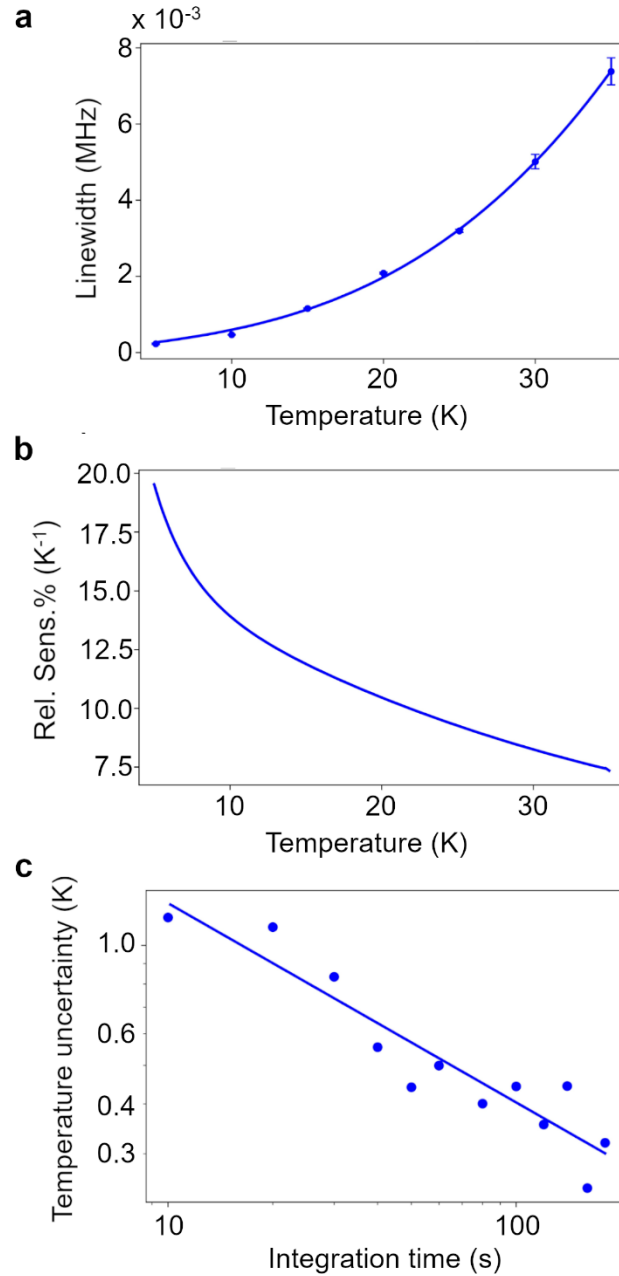 a
x 10⁻³
8
6
4
2
0
Linewidth (MHz)
10
20
30
Temperature (K)
b
20.0
17.5
15.0
12.5
10.0
7.5
Rel. Sens.% (K⁻¹)
10
20
30
Temperature (K)
c
1.0
0.6
0.4
0.3
Temperature uncertainty (K)
10
100
Integration time (s)